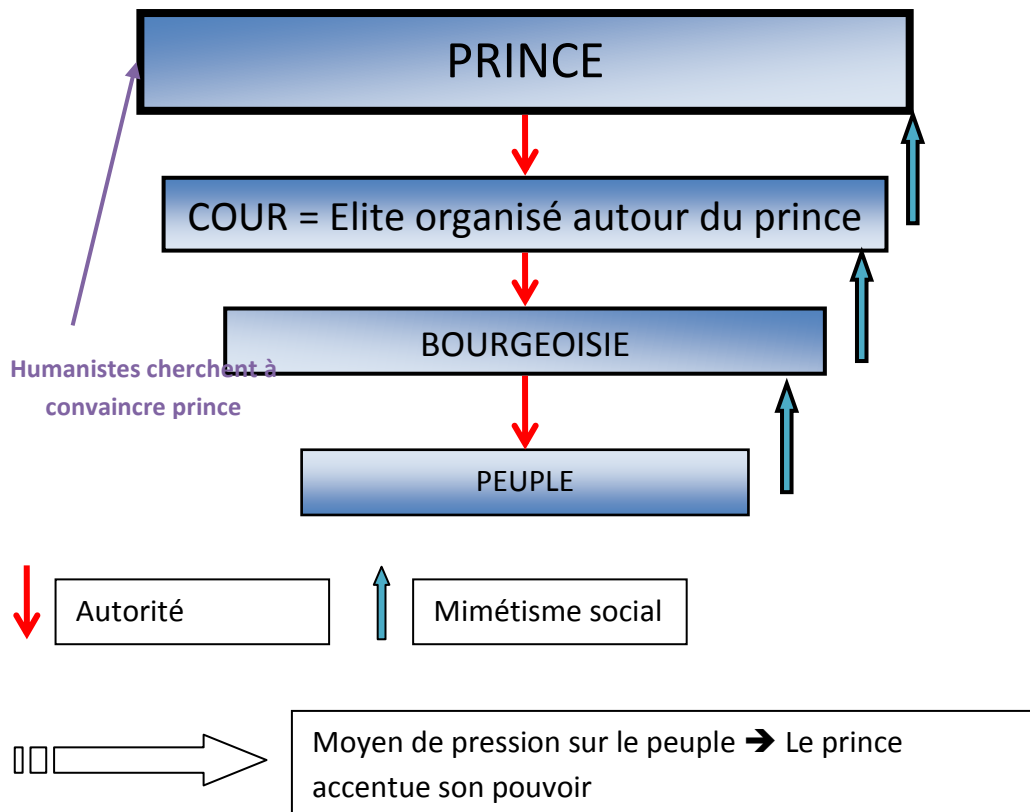 PRINCE
COUR = Elite organisé autour du prince
BOURGEOISIE
Humanistes cherchent à
convaincre prince
PEUPLE
Autorité
Mimétisme social
Moyen de pression sur le peuple ➔ Le prince
accentue son pouvoir